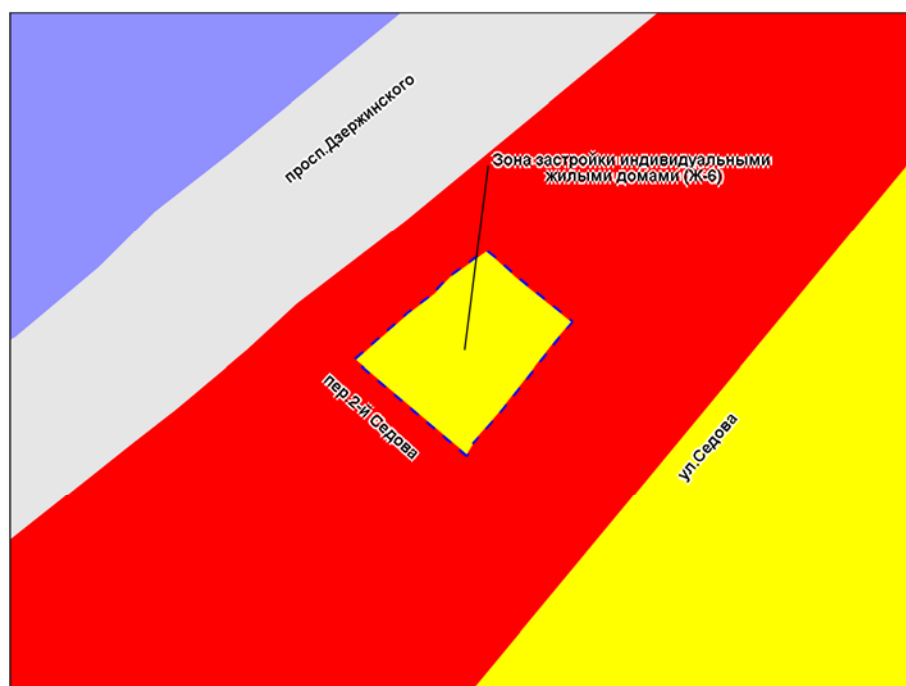 просп.Дзержинского
Зона застройки индивидуальными
жилыми домами (Ж-6)
пер.2-й Седова
ул.Седова